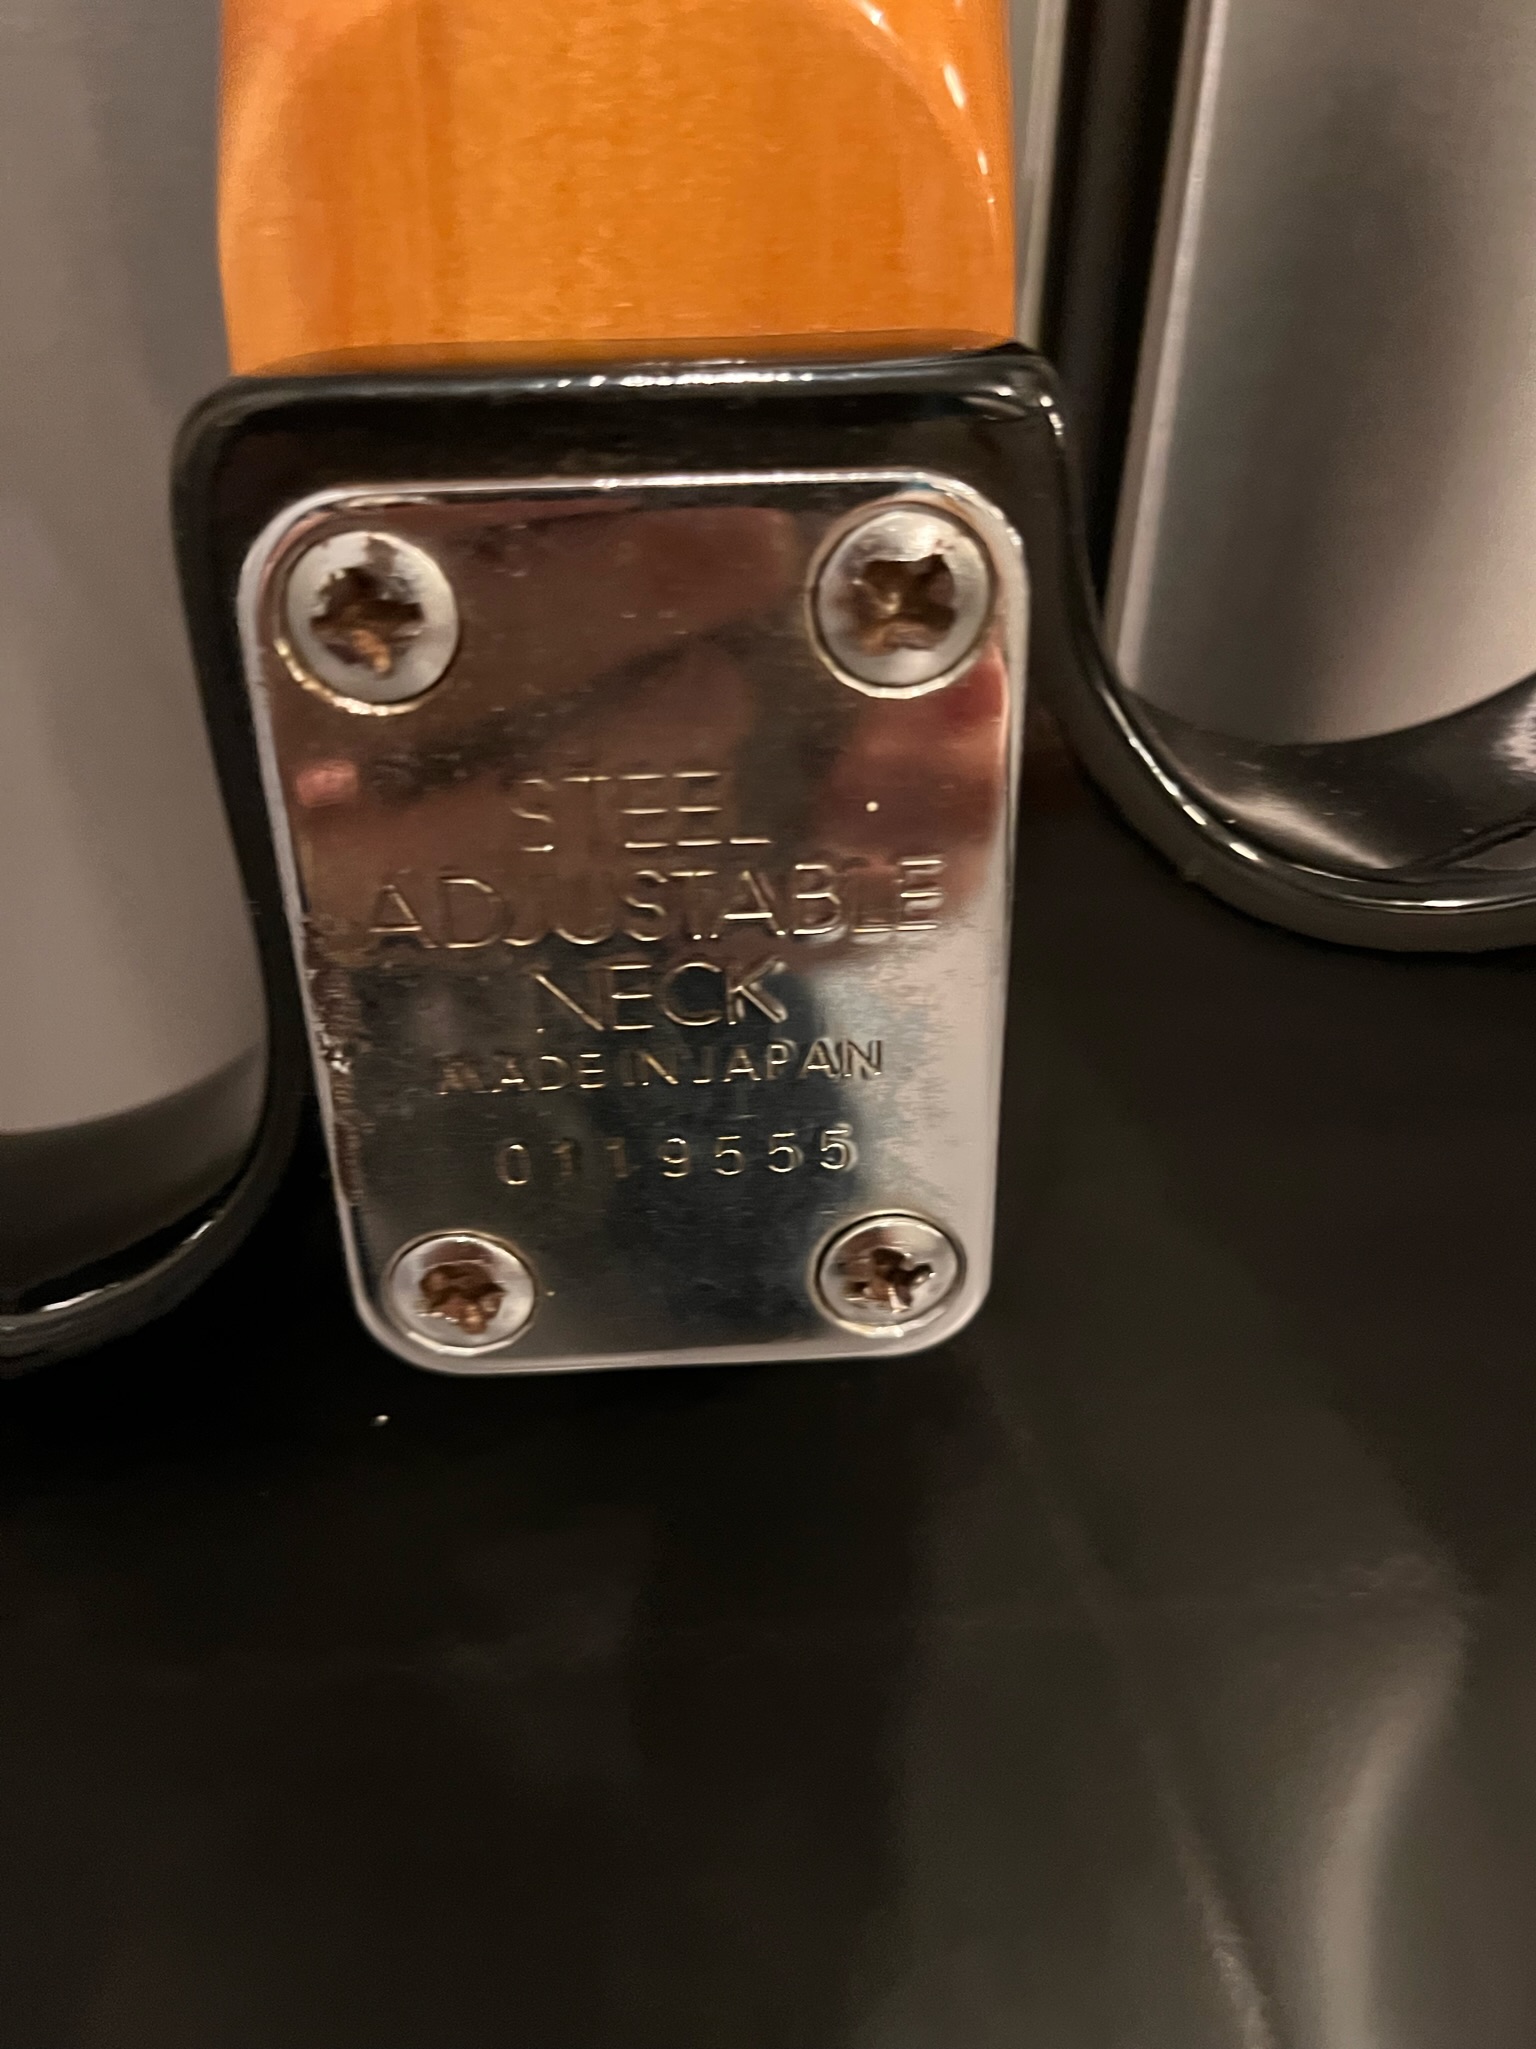 STEEL
ADJUSTABLE
NECK
MADE IN JAPAN
0119555